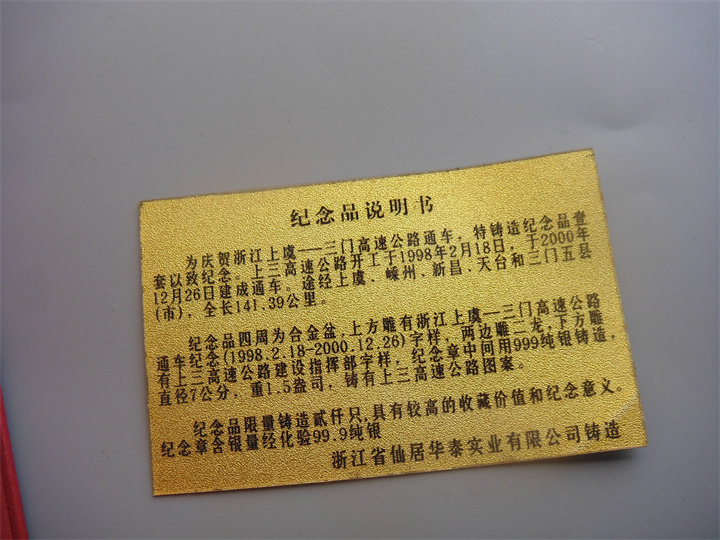 纪念品说明书
为庆贺浙江上虞——三门高速公路通车，特铸造纪念品壹
套以致纪念。上三高速公路开工于1998年2月18日，于2000年
12月26日建成通车。途经上虞、嵊州、新昌、天台和三门五县
(市)，全长141.39公里。
纪念品四周为合金盆，上方雕有浙江上虞——三门高速公路
通车纪念(1998.2.18-2000.12.26)字样，两边雕二龙，下方雕
有上三高速公路建设指挥部字样，纪念章中间用999纯银铸造，
直径7公分，重1.5盎司，铸有上三高速公路图案。
纪念品限量铸造贰仟只，具有较高的收藏价值和纪念意义。
纪念章含银量经化验99.9纯银
浙江省仙居华泰实业有限公司铸造